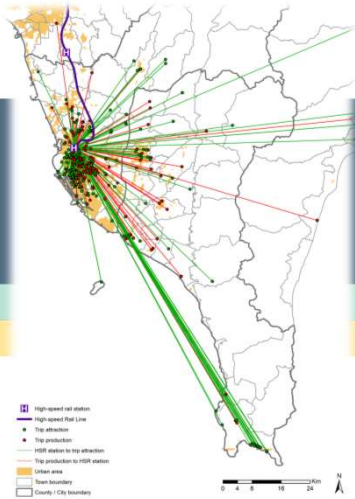 H
H
H High-speed rail station
High-speed Rail Line
Trip attraction
Trip production
HSR station to trip attraction
Trip production to HSR station
Urban area
Town boundary
County / City boundary
0 4 8 16 24 Km
N